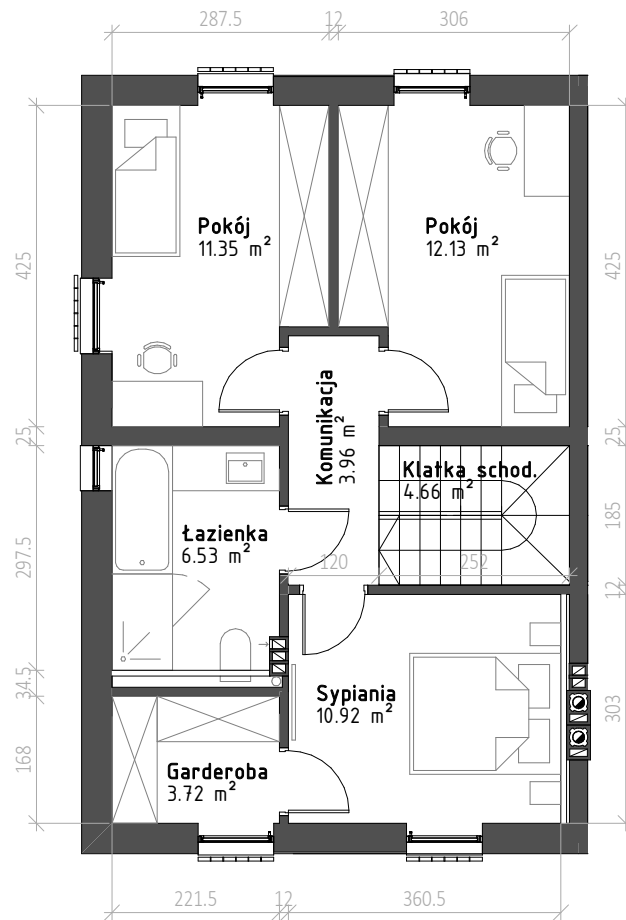 287.5
12
306
Pokój
11.35 m²
Pokój
12.13 m²
425
425
Komunikacja
3.96 m²
25
25
Klatka schod.
4.66 m²
Łazienka
6.53 m²
297.5
185
120
252
12
34.5
Sypiania
10.92 m²
303
Garderoba
3.72 m²
168
221.5
12
360.5